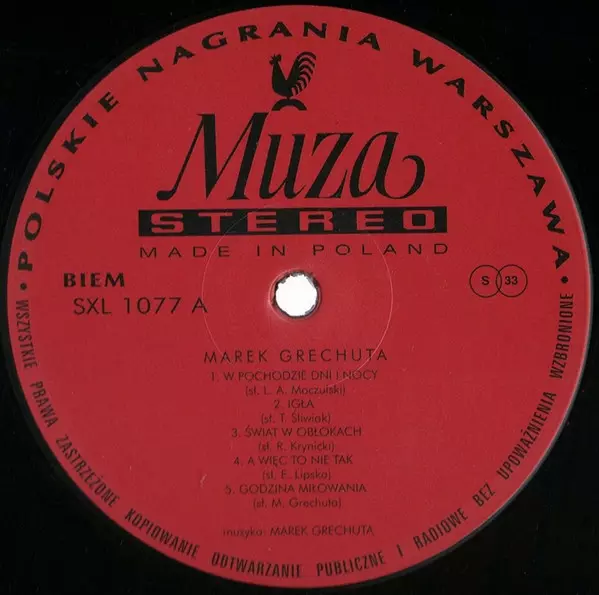 • POLSKIE NAGRANIA WARSZAWA •
Muza
STEREO
MADE IN POLAND
BIEM
SXL 1077 A
S 33
MAREK GRECHUTA
1. W POCHODZIE DNI I NOCY
(sł. L. A. Moczulski)
2. IGŁA
(sł. T. Śliwiak)
3. ŚWIAT W OBŁOKACH
(sł. R. Krynicki)
4. A WIĘC TO NIE TAK
(sł. E. Lipska)
5. GODZINA MIŁOWANIA
(sł. M. Grechuta)
muzyka: MAREK GRECHUTA
WSZYSTKIE PRAWA ZASTRZEŻONE KOPIOWANIE ODTWARZANIE PUBLICZNE I RADIOWE BEZ UPOWAŻNIENIA WZBRONIONE